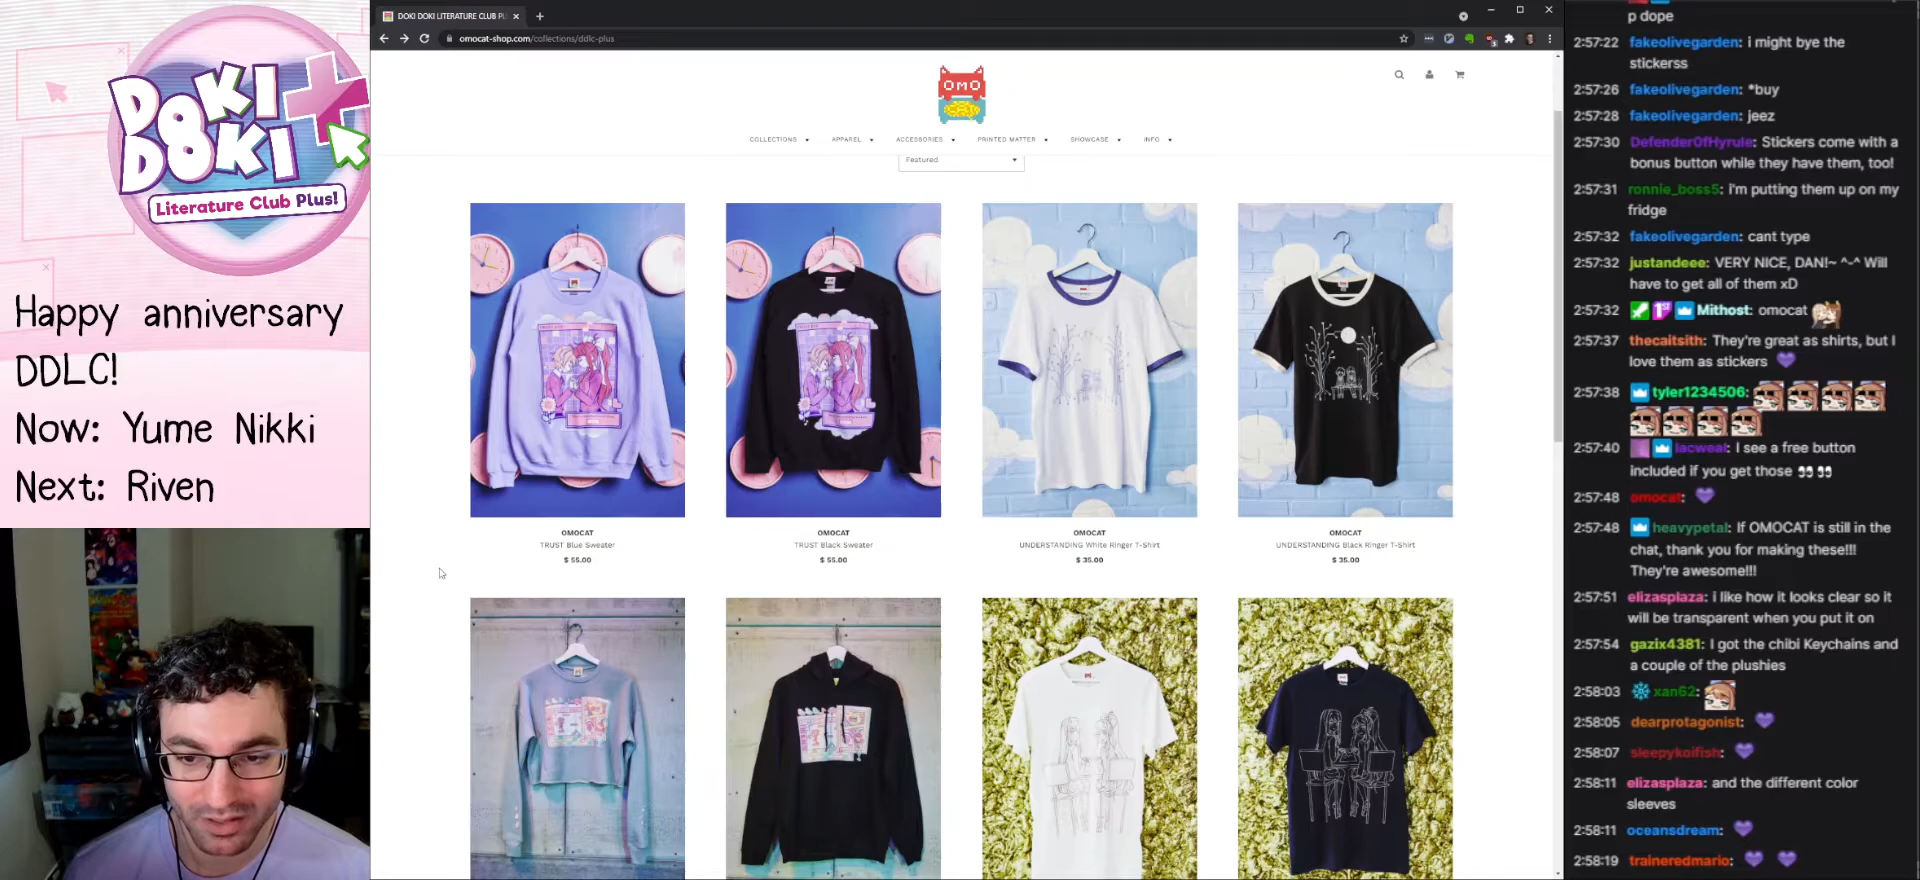 DOKI
DOKI
Literature Club Plus!
Happy anniversary
DDLC!
Now: Yume Nikki
Next: Riven
DOKI DOKI LITERATURE CLUB PL
omocat-shop.com/collections/ddlc-plus
OMO
COLLECTIONS
APPAREL
ACCESSORIES
PRINTED MATTER
SHOWCASE
INFO
Featured
OMOCAT
TRUST Blue Sweater
$ 55.00
OMOCAT
TRUST Black Sweater
$ 55.00
OMOCAT
UNDERSTANDING White Ringer T-Shirt
$ 35.00
OMOCAT
UNDERSTANDING Black Ringer T-Shirt
$ 35.00
p dope
2:57:22 fakeolivegarden: i might bye the
stickerss
2:57:26 fakeolivegarden: *buy
2:57:28 fakeolivegarden: jeez
2:57:30 DefenderOfHyrule: Stickers come with a
bonus button while they have them, too!
2:57:31 ronnie_boss5: i'm putting them up on my
fridge
2:57:32 fakeolivegarden: cant type
2:57:32 justandeee: VERY NICE, DAN!~ ^-^ Will
have to get all of them xD
2:57:32 Mithost: omocat
2:57:37 thecaitsith: They're great as shirts, but I
love them as stickers
2:57:38 tyler1234506:
2:57:40 lacweal: I see a free button
included if you get those 👀👀
2:57:48 omocat:
2:57:48 heavypetal: If OMOCAT is still in the
chat, thank you for making these!!!
They're awesome!!!
2:57:51 elizasplaza: i like how it looks clear so it
will be transparent when you put it on
2:57:54 gazix4381: I got the chibi Keychains and
a couple of the plushies
2:58:03 xan62:
2:58:05 dearprotagonist:
2:58:07 sleepykoifish:
2:58:11 elizasplaza: and the different color
sleeves
2:58:11 oceansdream:
2:58:19 traineredmario: